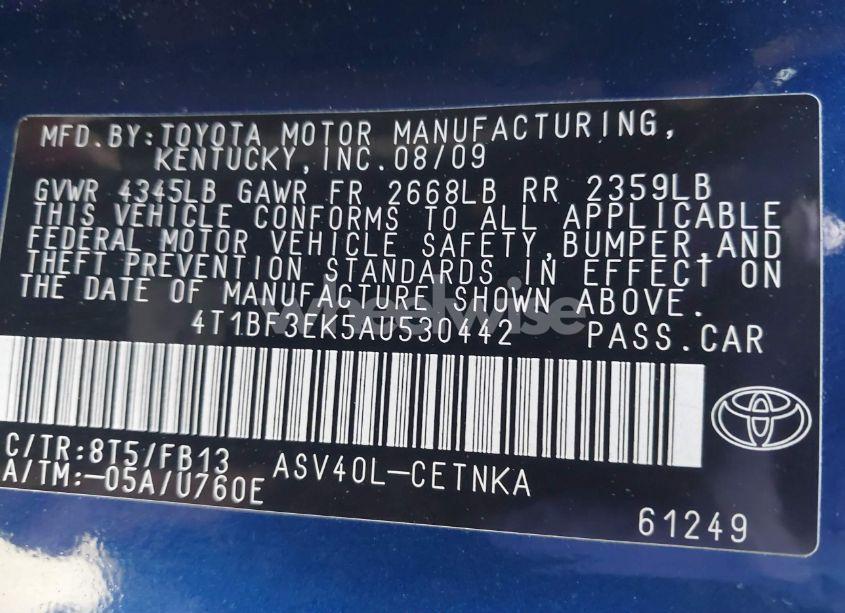 MFD. BY: TOYOTA MOTOR MANUFACTURING,
KENTUCKY, INC. 08/09
GVWR 4345LB GAWR FR 2668LB RR 2359LB
THIS VEHICLE CONFORMS TO ALL APPLICABLE
FEDERAL MOTOR VEHICLE SAFETY, BUMPER, AND
THEFT PREVENTION STANDARDS IN EFFECT ON
THE DATE OF MANUFACTURE SHOWN ABOVE.
4T1BF3EK5AU530442 PASS. CAR
wheelwise
C/TR: 8T5/FB13 ASV40L-CETNKA
A/TM: -05A/U760E
61249